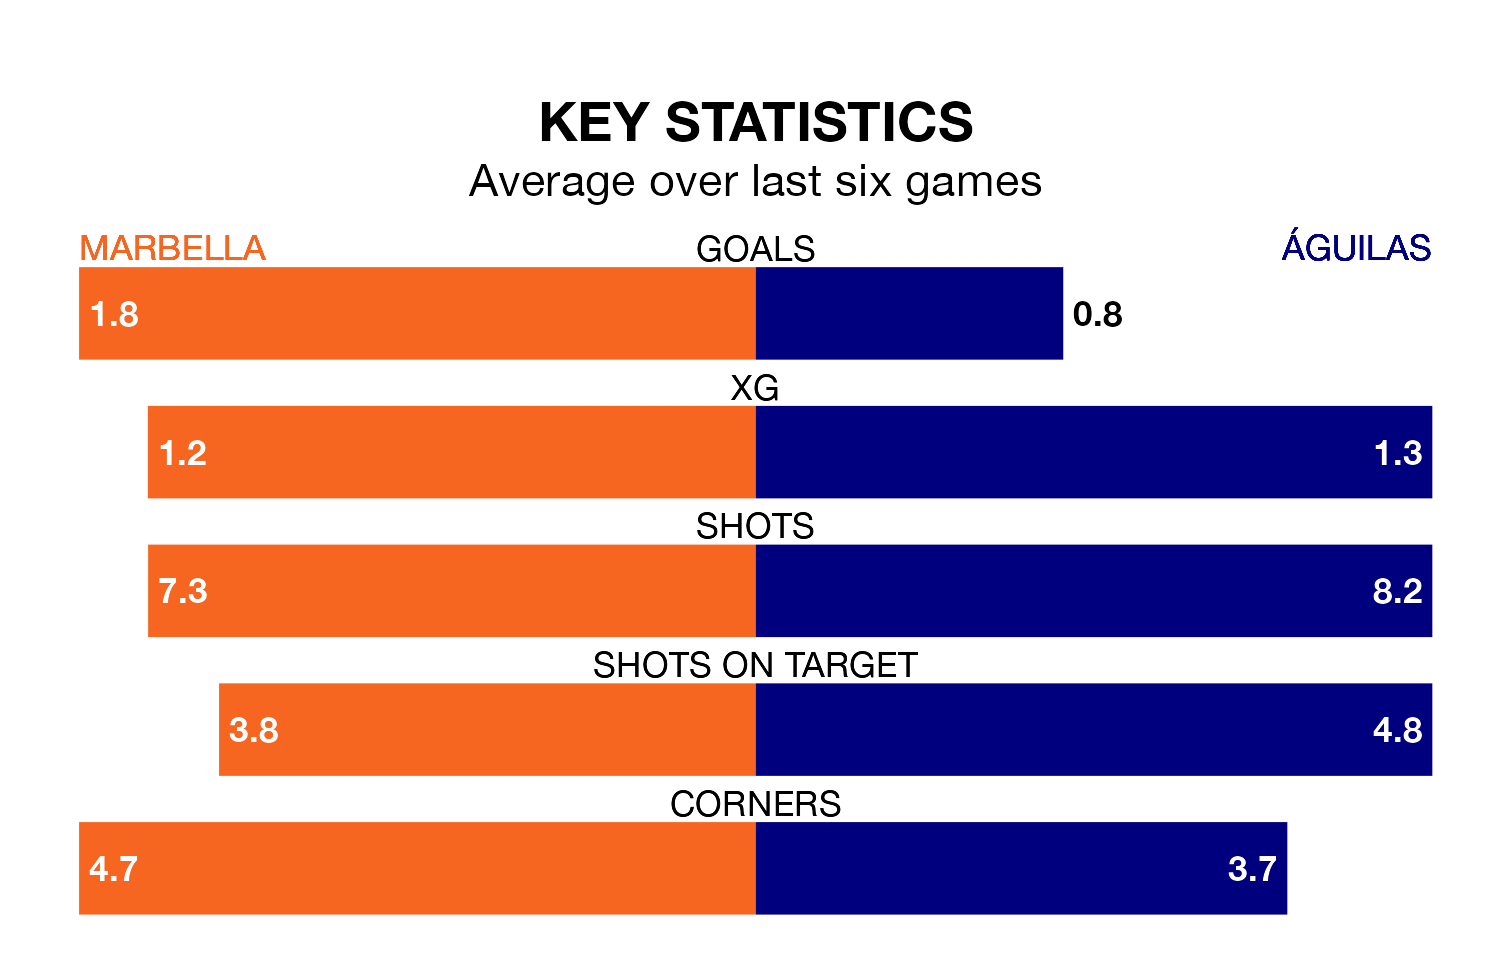 KEY STATISTICS
Average over last six games
MARBELLA GOALS ÁGUILAS
1.8 0.8
XG
1.2 1.3
SHOTS
7.3 8.2
SHOTS ON TARGET
3.8 4.8
CORNERS
4.7 3.7